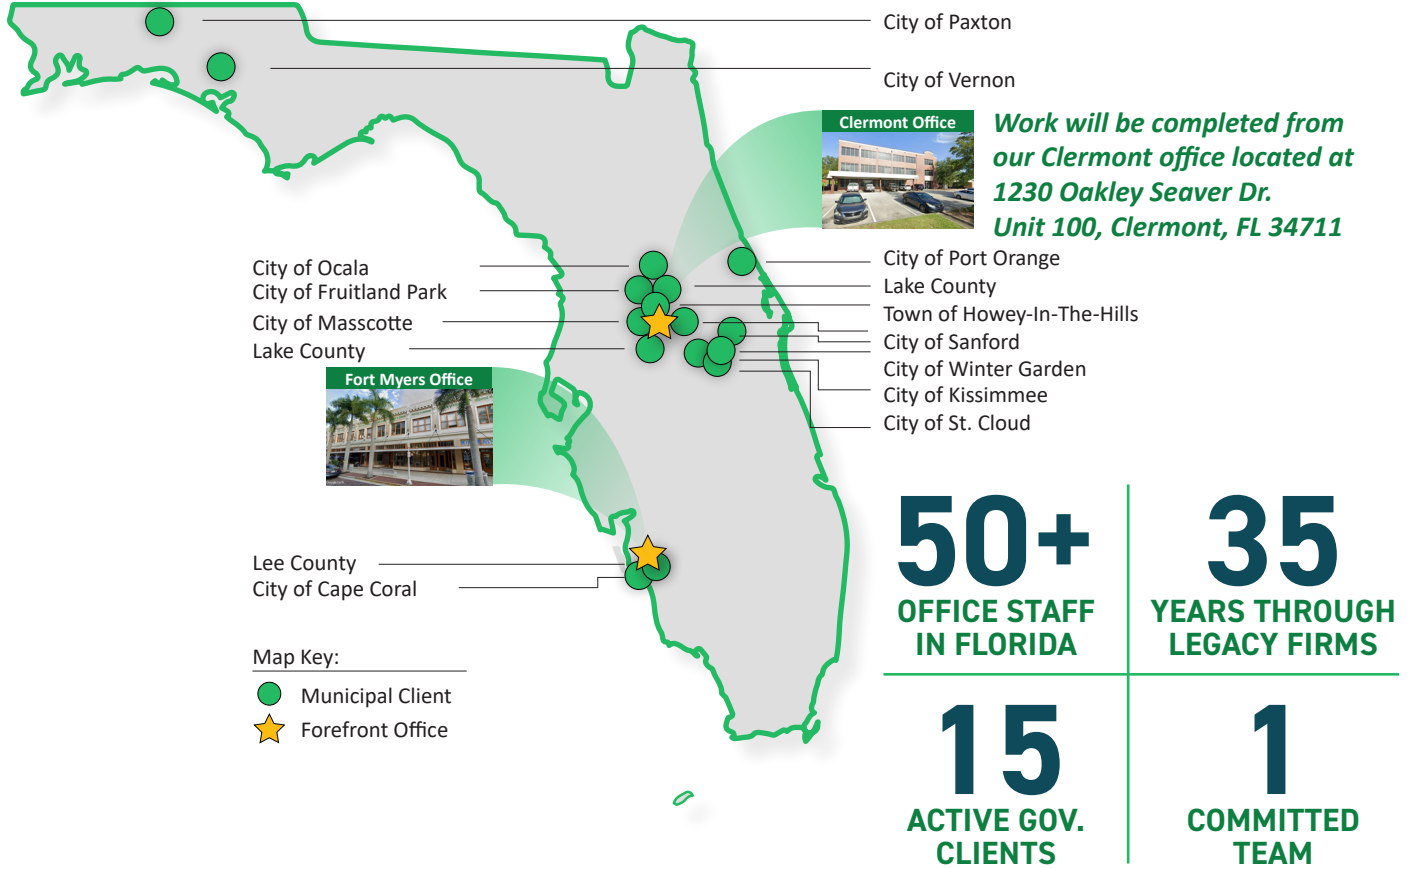 City of Paxton
City of Vernon
Clermont Office
Work will be completed from
our Clermont office located at
1230 Oakley Seaver Dr.
Unit 100, Clermont, FL 34711
City of Ocala
City of Fruitland Park
City of Masscotte
Lake County
City of Port Orange
Lake County
Town of Howey-In-The-Hills
City of Sanford
City of Winter Garden
City of Kissimmee
City of St. Cloud
Fort Myers Office
Lee County
City of Cape Coral
Map Key:
Municipal Client
Forefront Office
50+
OFFICE STAFF
IN FLORIDA
35
YEARS THROUGH
LEGACY FIRMS
15
ACTIVE GOV.
CLIENTS
1
COMMITTED
TEAM